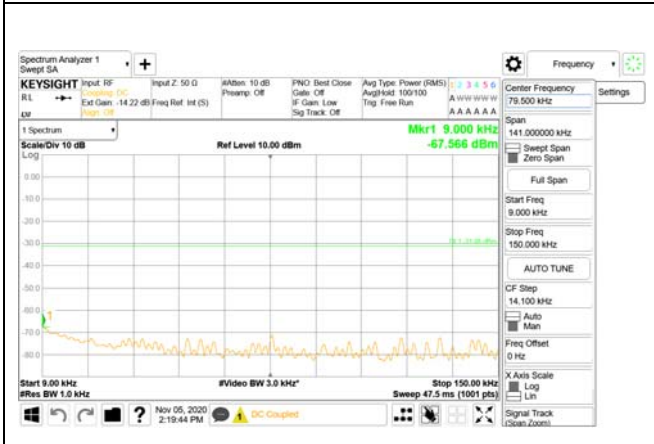 Spectrum Analyzer 1
Swept SA
Frequency
KEYSIGHT
Input: RF
Input Z: 50 Ω
#Atten: 10 dB
PNO: Best Close
Avg Type: Power (RMS)
1 2 3 4 5 6
RL
Coupling: DC
Preamp: Off
Gate: Off
Avg|Hold: 100/100
A W W W W W
Ext Gain: -14.22 dB
Freq Ref: Int (S)
IF Gain: Low
Trig: Free Run
Align: Off
Sig Track: Off
A A A A A A
1 Spectrum
Mkr1 9.000 kHz
Scale/Div 10 dB
Ref Level 10.00 dBm
-67.566 dBm
Log
0.00
-10.0
-20.0
-30.0
-40.0
-50.0
-60.0
1
-70.0
-80.0
Start 9.00 kHz
#Video BW 3.0 kHz*
Stop 150.00 kHz
#Res BW 1.0 kHz
Sweep 47.5 ms (1001 pts)
Nov 05, 2020
2:19:44 PM
DC Coupled
Center Frequency
79.500 kHz
Settings
Span
141.000000 kHz
Swept Span
Zero Span
Full Span
Start Freq
9.000 kHz
Stop Freq
150.000 kHz
AUTO TUNE
CF Step
14.100 kHz
Auto
Man
Freq Offset
0 Hz
X Axis Scale
Log
Lin
Signal Track
(Span Zoom)